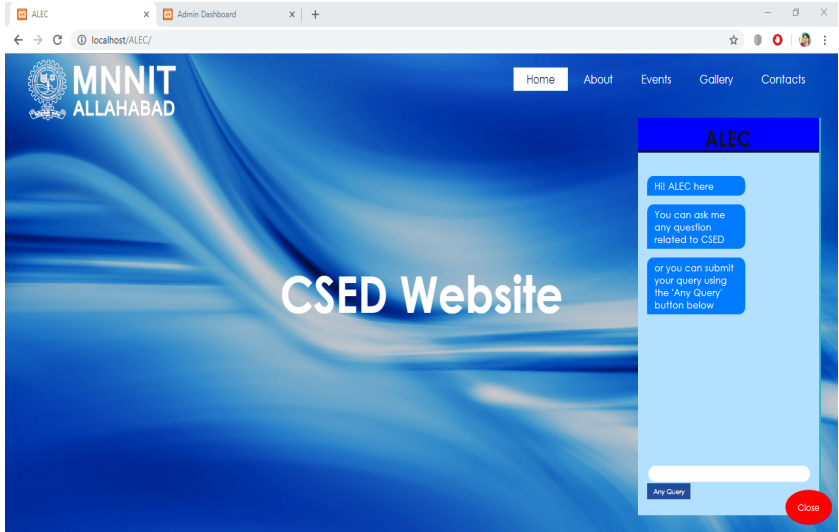 ALEC
Admin Dashboard
localhost/ALEC/
MNNIT
ALLAHABAD
Home About Events Gallery Contacts
ALEC
Hi! ALEC here
You can ask me
any question
related to CSED
or you can submit
your query using
the 'Any Query'
button below
CSED Website
Any Query
Close